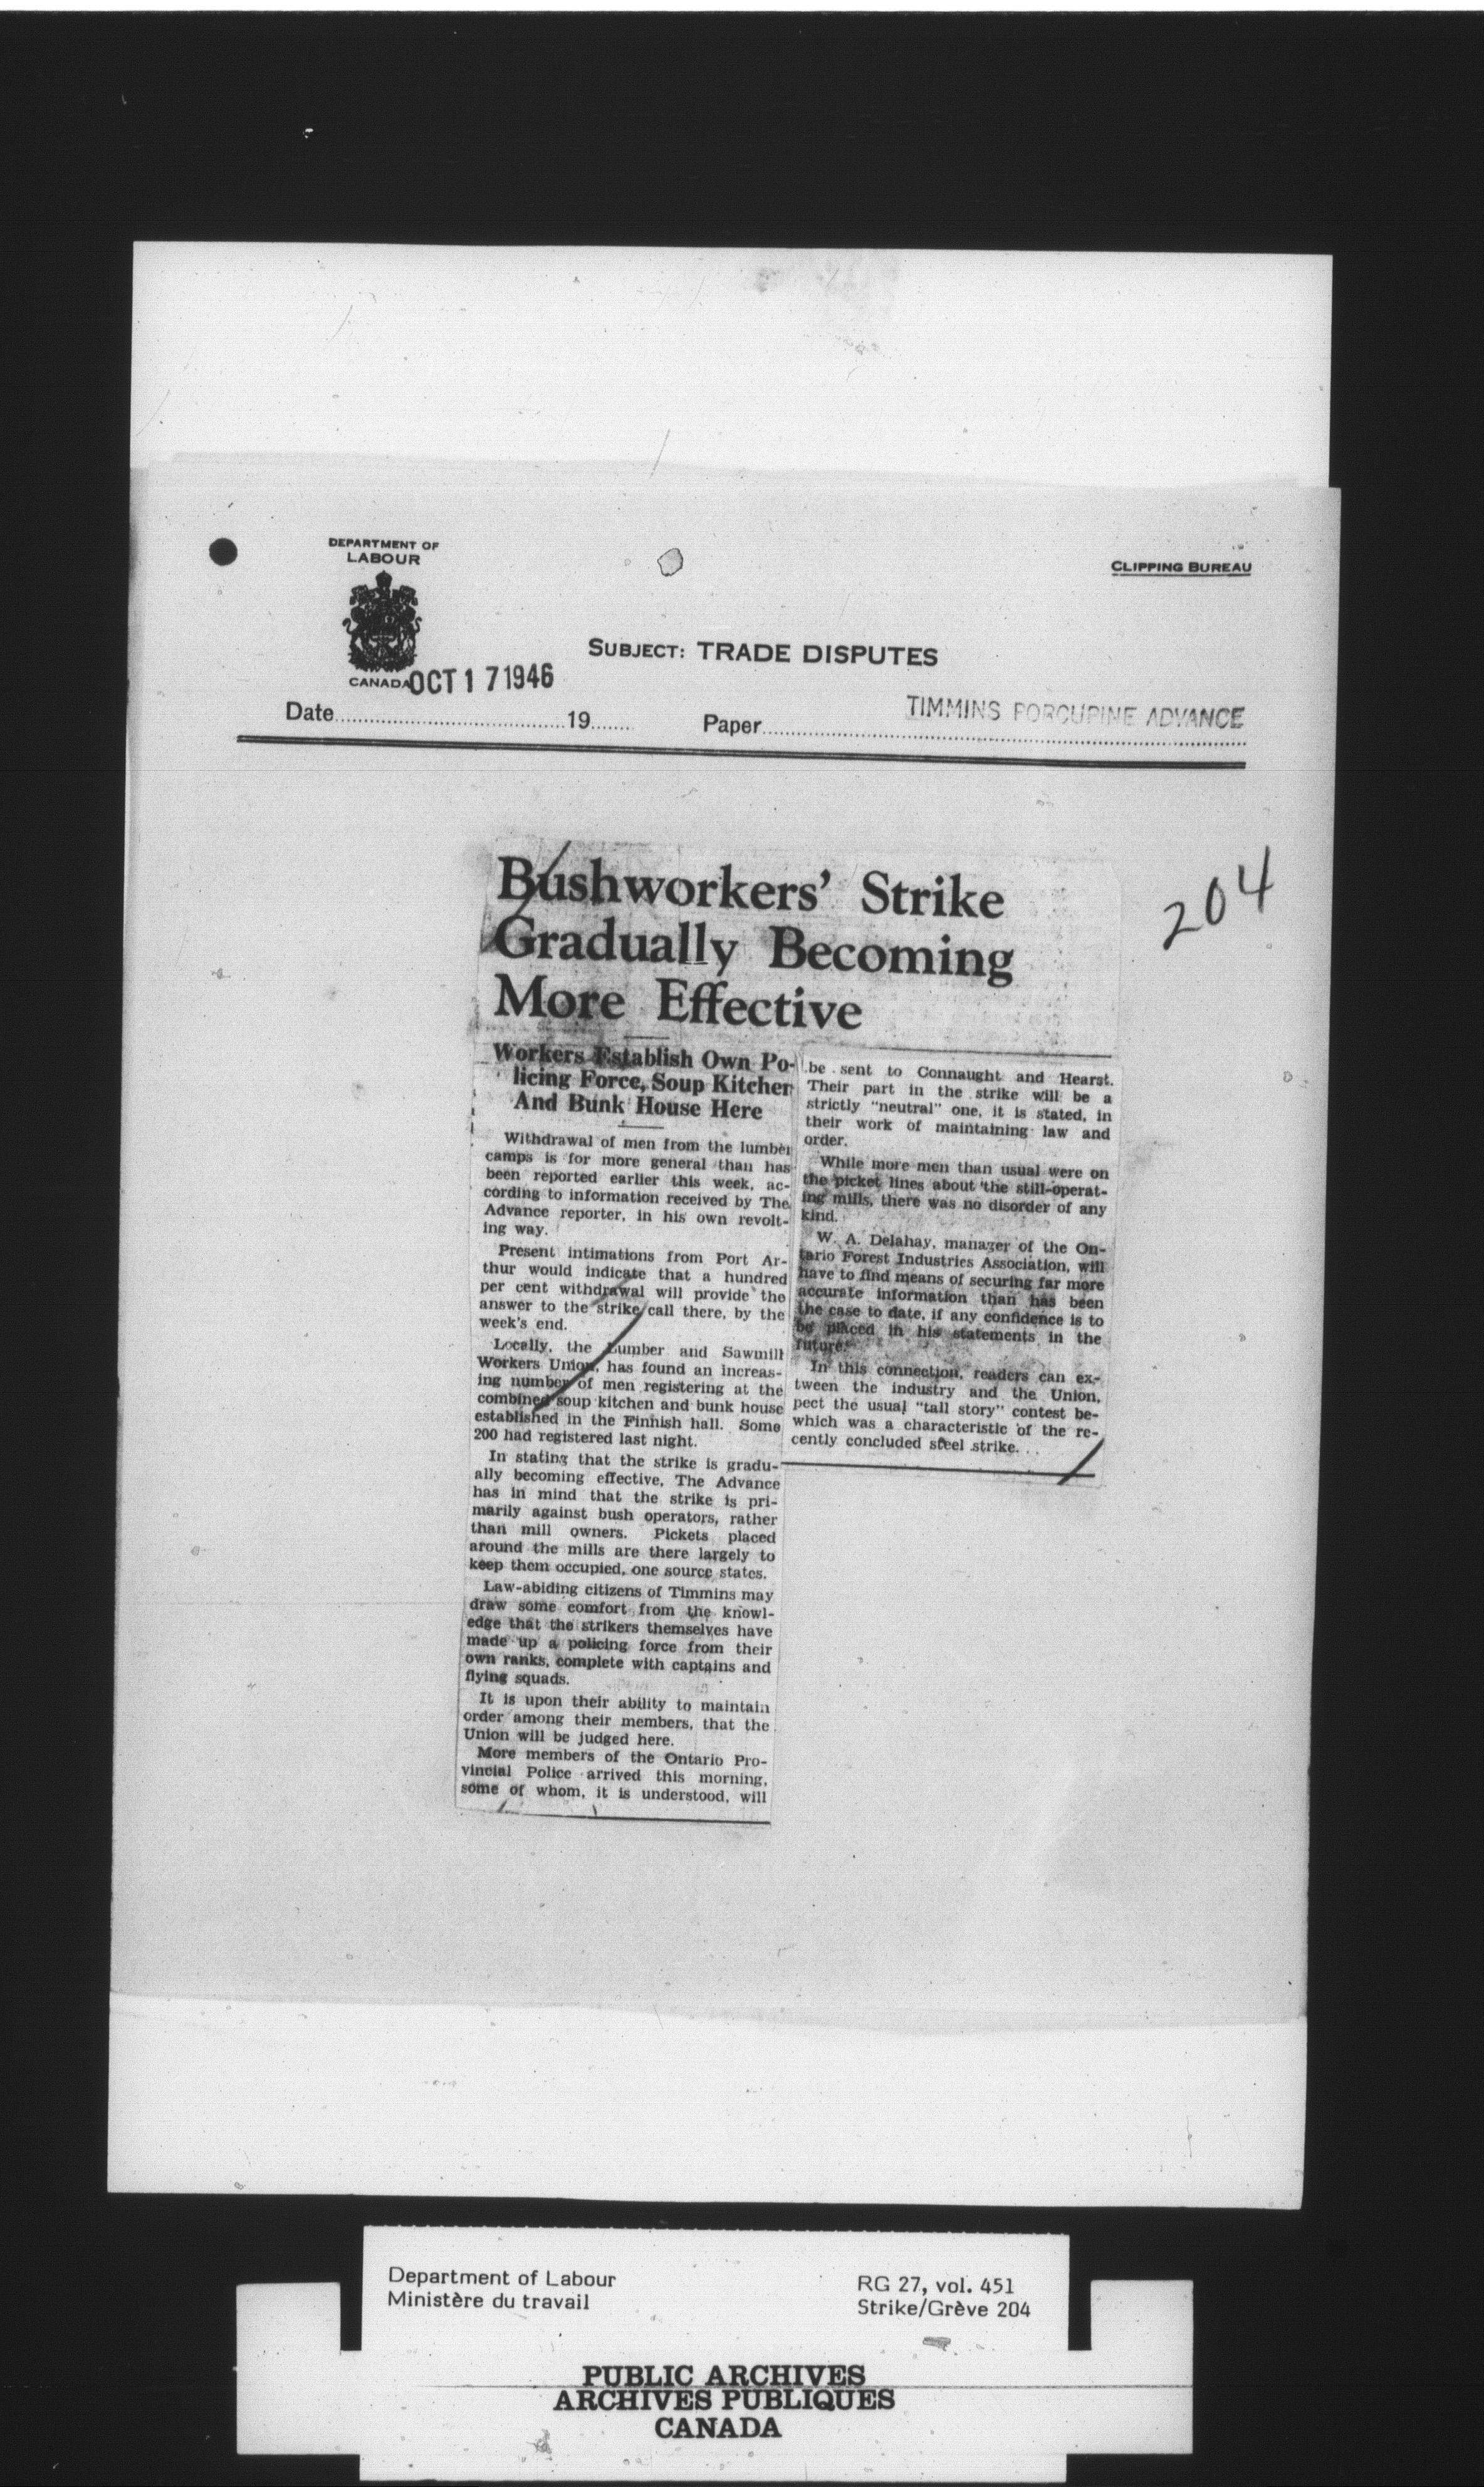 DEPARTMENT OF
LABOUR
CANADA
CLIPPING BUREAU
SUBJECT: TRADE DISPUTES
OCT 17 1946
Date 19 Paper TIMMINS PORCUPINE ADVANCE
204
Bushworkers' Strike
Gradually Becoming
More Effective
Workers Establish Own Po-
licing Force, Soup Kitchen
And Bunk House Here
Withdrawal of men from the lumber
camps is for more general than has
been reported earlier this week, ac-
cording to information received by The
Advance reporter, in his own revolt-
ing way.
Present intimations from Port Ar-
thur would indicate that a hundred
per cent withdrawal will provide the
answer to the strike call there, by the
week's end.
Locally, the Lumber and Sawmill
Workers Union, has found an increas-
ing number of men registering at the
combined soup kitchen and bunk house
established in the Finnish hall. Some
200 had registered last night.
In stating that the strike is gradu-
ally becoming effective, The Advance
has in mind that the strike is pri-
marily against bush operators, rather
than mill owners. Pickets placed
around the mills are there largely to
keep them occupied, one source states.
Law-abiding citizens of Timmins may
draw some comfort from the knowl-
edge that the strikers themselves have
made up a policing force from their
own ranks, complete with captains and
flying squads.
It is upon their ability to maintain
order among their members, that the
Union will be judged here.
More members of the Ontario Pro-
vincial Police arrived this morning,
some of whom, it is understood, will
be sent to Connaught and Hearst.
Their part in the strike will be a
strictly "neutral" one, it is stated, in
their work of maintaining law and
order.
While more men than usual were on
the picket lines about the still-operat-
ing mills, there was no disorder of any
kind.
W. A. Delahay, manager of the On-
tario Forest Industries Association, will
have to find means of securing far more
accurate information than has been
the case to date, if any confidence is to
be placed in his statements in the
future.
In this connection, readers can ex-
tween the industry and the Union,
pect the usual "tall story" contest be-
which was a characteristic of the re-
cently concluded steel strike. . .
Department of Labour
Ministère du travail
RG 27, vol. 451
Strike/Grève 204
PUBLIC ARCHIVES
ARCHIVES PUBLIQUES
CANADA